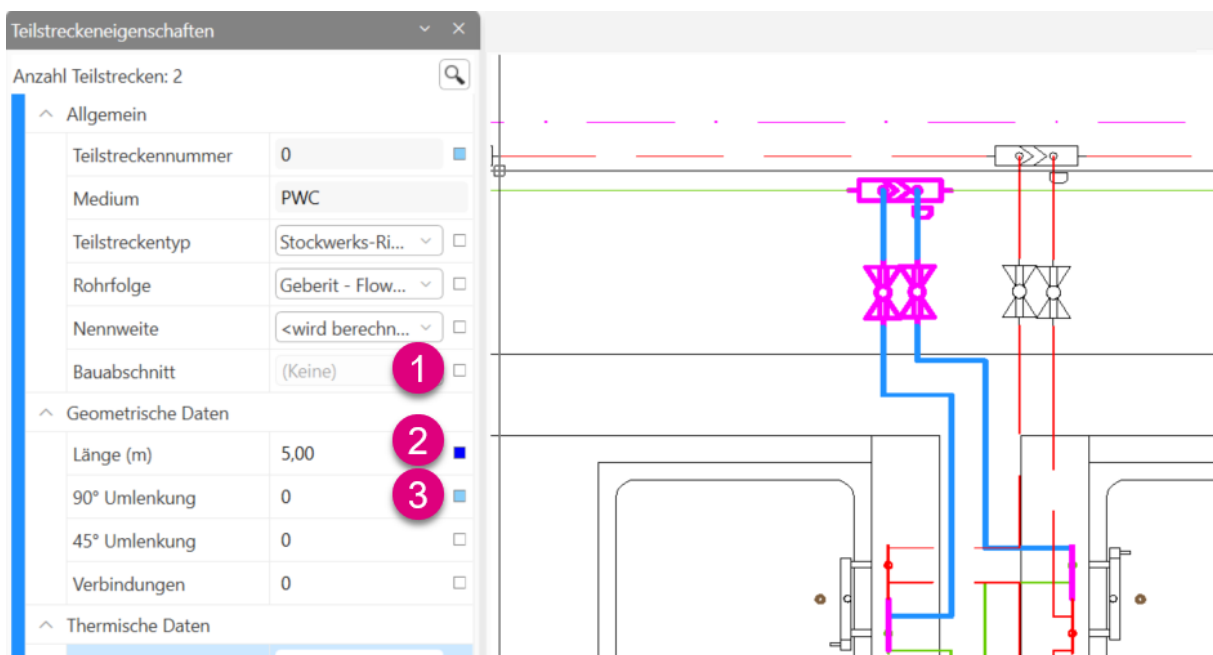 Teilstreckeneigenschaften
Anzahl Teilstrecken: 2
Allgemein
Teilstreckennummer 0
Medium PWC
Teilstreckentyp Stockwerks-Ri...
Rohrfolge Geberit - Flow...
Nennweite <wird berechn...
Bauabschnitt (Keine) 1
Geometrische Daten
Länge (m) 5,00 2
90° Umlenkung 0 3
45° Umlenkung 0
Verbindungen 0
Thermische Daten